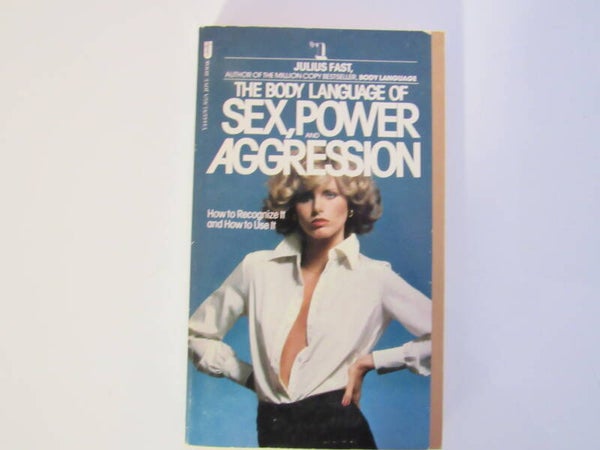 #1
JULIUS FAST,
AUTHOR OF THE MILLION COPY BESTSELLER, BODY LANGUAGE
THE BODY LANGUAGE OF
SEX, POWER
AND
AGGRESSION
How to Recognize It
and How to Use It